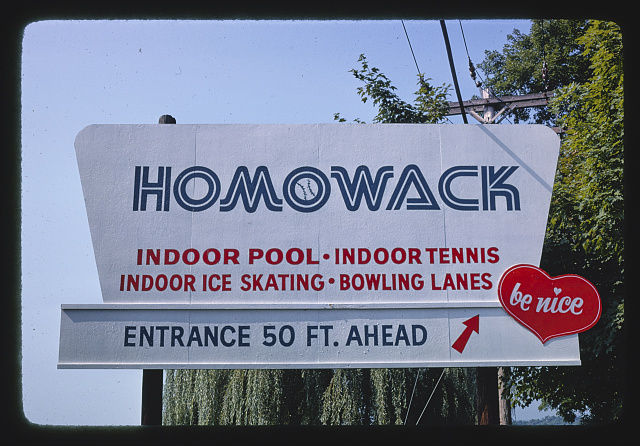 HOMOWACK
INDOOR POOL • INDOOR TENNIS
INDOOR ICE SKATING • BOWLING LANES
be nice
ENTRANCE 50 FT. AHEAD